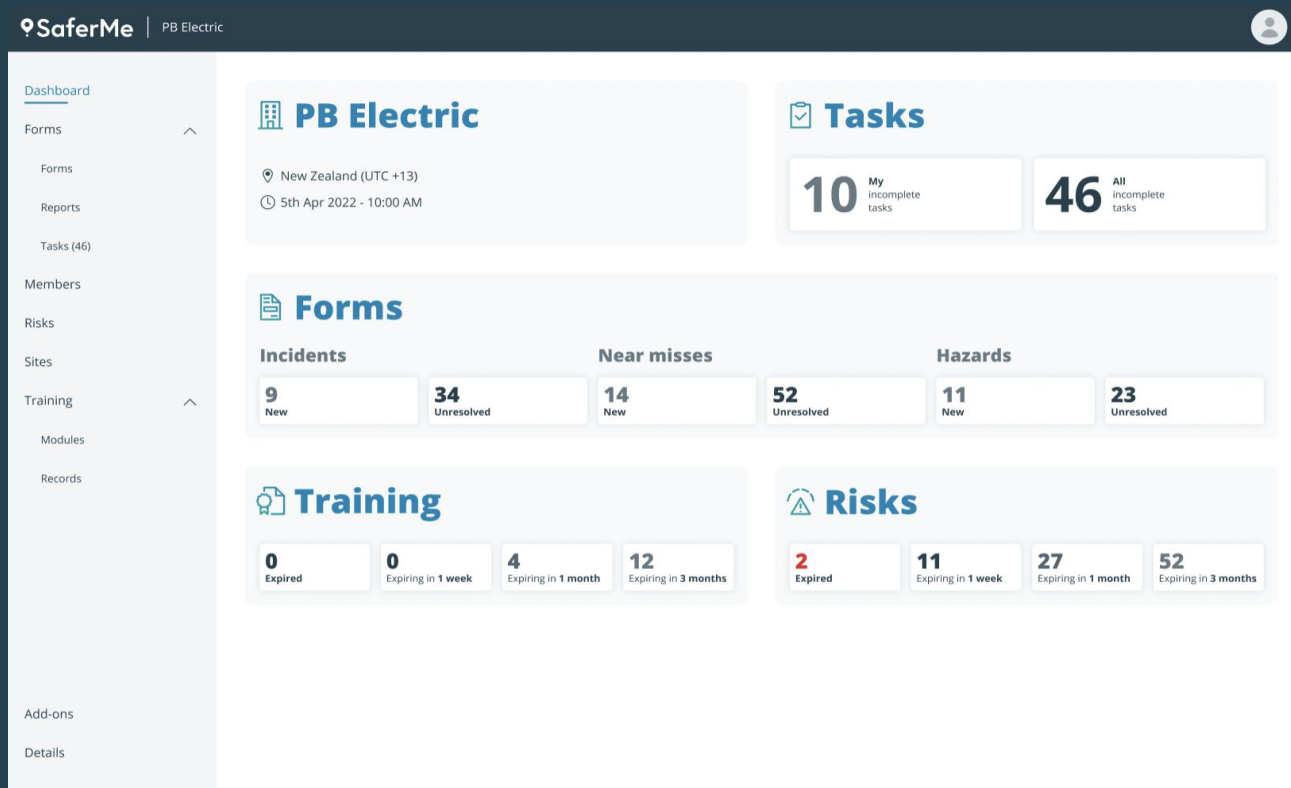 SaferMe
PB Electric
Dashboard
Forms
Forms
Reports
Tasks (46)
Members
Risks
Sites
Training
Modules
Records
Add-ons
Details
PB Electric
New Zealand (UTC +13)
5th Apr 2022 - 10:00 AM
Tasks
10
My
incomplete
tasks
46
All
incomplete
tasks
Forms
Incidents
9
New
34
Unresolved
Near misses
14
New
52
Unresolved
Hazards
11
New
23
Unresolved
Training
0
Expired
0
Expiring in 1 week
4
Expiring in 1 month
12
Expiring in 3 months
Risks
2
Expired
11
Expiring in 1 week
27
Expiring in 1 month
52
Expiring in 3 months